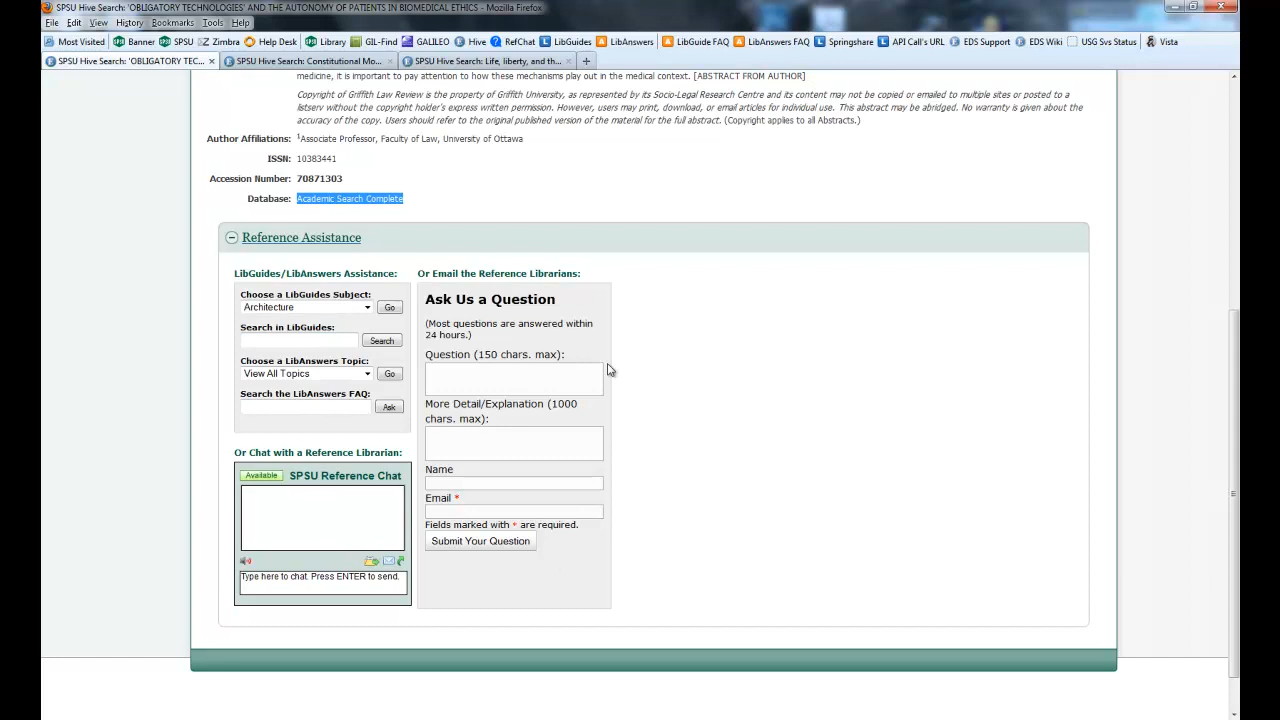 SPSU Hive Search: 'OBLIGATORY TECHNOLOGIES' AND THE AUTONOMY OF PATIENTS IN BIOMEDICAL ETHICS - Mozilla Firefox
File Edit View History Bookmarks Tools Help
Most Visited Banner SPSU Zimbra Help Desk Library GIL-Find GALILEO Hive RefChat LibGuides LibAnswers LibGuide FAQ LibAnswers FAQ Springshare API Call's URL EDS Support EDS Wiki USG Svs Status Vista
SPSU Hive Search: 'OBLIGATORY TEC... SPSU Hive Search: Constitutional Mo... SPSU Hive Search: Life, liberty, and th...
medicine, it is important to pay attention to how these mechanisms play out in the medical context. [ABSTRACT FROM AUTHOR]
Copyright of Griffith Law Review is the property of Griffith University, as represented by its Socio-Legal Research Centre and its content may not be copied or emailed to multiple sites or posted to a
listserv without the copyright holder's express written permission. However, users may print, download, or email articles for individual use. This abstract may be abridged. No warranty is given about the
accuracy of the copy. Users should refer to the original published version of the material for the full abstract. (Copyright applies to all Abstracts.)
Author Affiliations: 1Associate Professor, Faculty of Law, University of Ottawa
ISSN: 10383441
Accession Number: 70871303
Database: Academic Search Complete
Reference Assistance
LibGuides/LibAnswers Assistance:
Choose a LibGuides Subject:
Architecture Go
Search in LibGuides:
Search
Choose a LibAnswers Topic:
View All Topics Go
Search the LibAnswers FAQ:
Ask
Or Chat with a Reference Librarian:
Available SPSU Reference Chat
Type here to chat. Press ENTER to send.
Or Email the Reference Librarians:
Ask Us a Question
(Most questions are answered within
24 hours.)
Question (150 chars. max):
More Detail/Explanation (1000
chars. max):
Name
Email *
Fields marked with * are required.
Submit Your Question